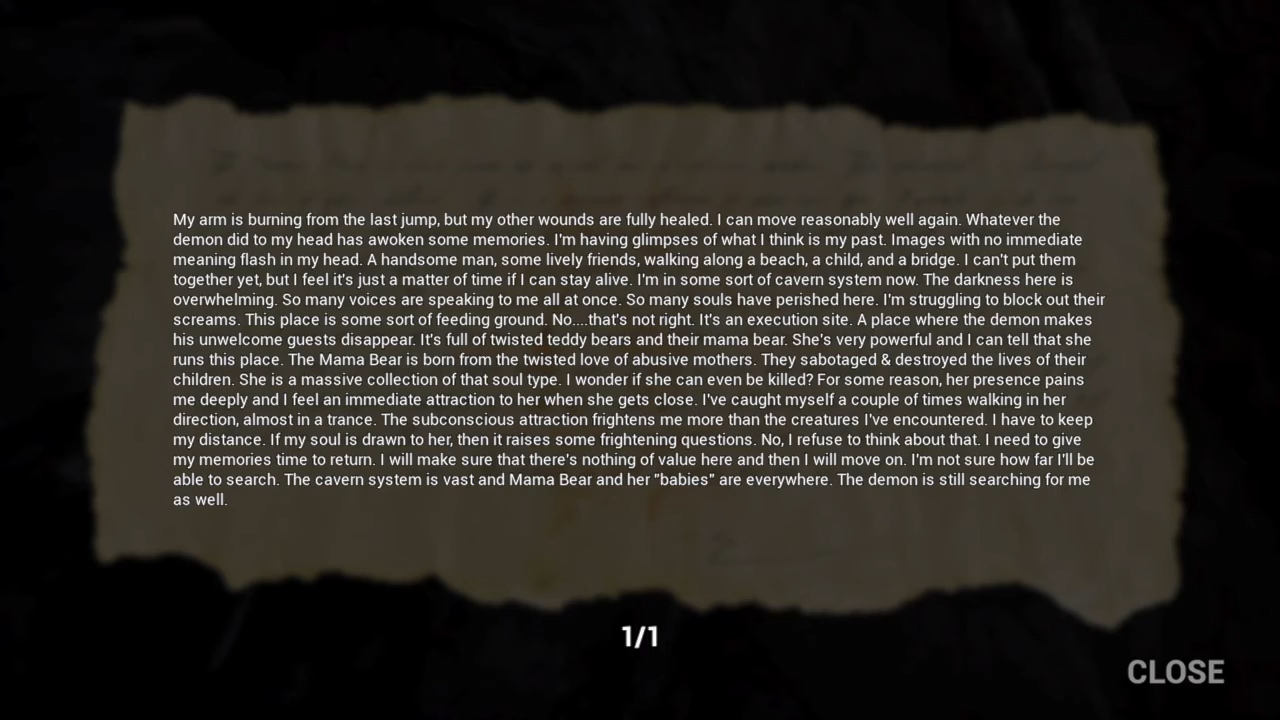 My arm is burning from the last jump, but my other wounds are fully healed. I can move reasonably well again. Whatever the
demon did to my head has awoken some memories. I'm having glimpses of what I think is my past. Images with no immediate
meaning flash in my head. A handsome man, some lively friends, walking along a beach, a child, and a bridge. I can't put them
together yet, but I feel it's just a matter of time if I can stay alive. I'm in some sort of cavern system now. The darkness here is
overwhelming. So many voices are speaking to me all at once. So many souls have perished here. I'm struggling to block out their
screams. This place is some sort of feeding ground. No....that's not right. It's an execution site. A place where the demon makes
his unwelcome guests disappear. It's full of twisted teddy bears and their mama bear. She's very powerful and I can tell that she
runs this place. The Mama Bear is born from the twisted love of abusive mothers. They sabotaged & destroyed the lives of their
children. She is a massive collection of that soul type. I wonder if she can even be killed? For some reason, her presence pains
me deeply and I feel an immediate attraction to her when she gets close. I've caught myself a couple of times walking in her
direction, almost in a trance. The subconscious attraction frightens me more than the creatures I've encountered. I have to keep
my distance. If my soul is drawn to her, then it raises some frightening questions. No, I refuse to think about that. I need to give
my memories time to return. I will make sure that there's nothing of value here and then I will move on. I'm not sure how far I'll be
able to search. The cavern system is vast and Mama Bear and her "babies" are everywhere. The demon is still searching for me
as well.
1/1
CLOSE